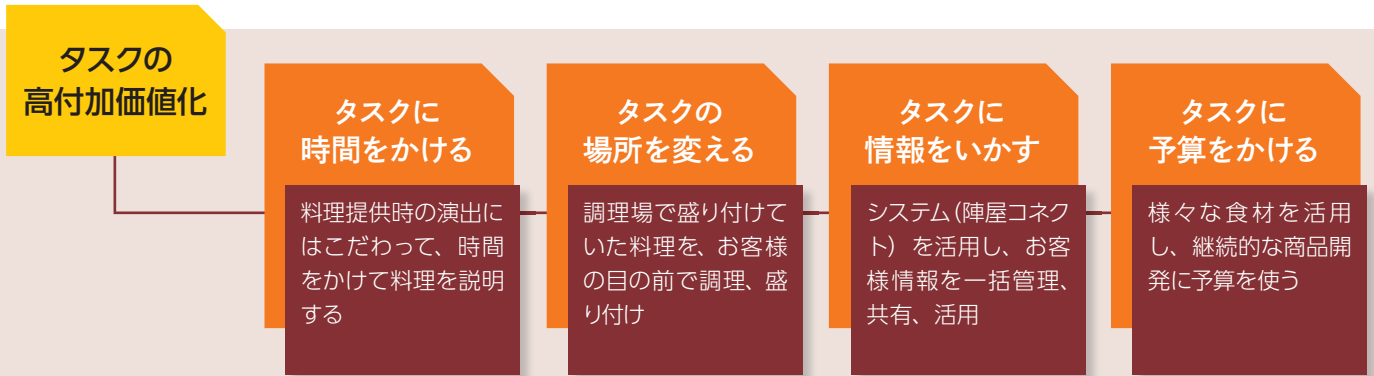 タスクの
高付加価値化
タスクに
時間をかける
料理提供時の演出に
はこだわって、時間
をかけて料理を説明
する
タスクの
場所を変える
調理場で盛り付けて
いた料理を、お客様
の目の前で調理、盛
り付け
タスクに
情報をいかす
システム(陣屋コネク
ト) を活用し、お客
様情報を一括管理、
共有、活用
タスクに
予算をかける
様々な食材を活用
し、継続的な商品開
発に予算を使う